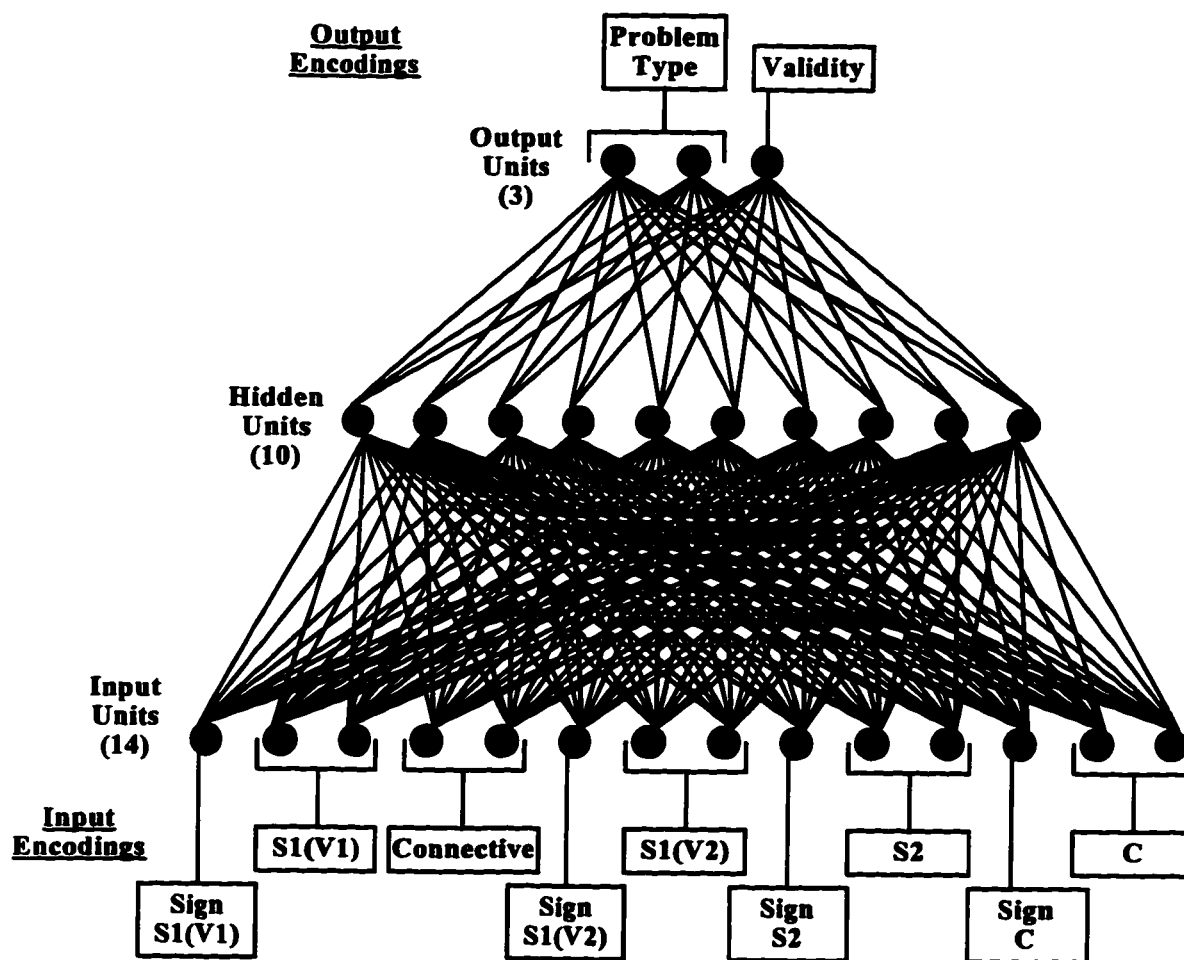 Output
Encodings
Problem
Type
Validity
Output
Units
(3)
Hidden
Units
(10)
Input
Units
(14)
Input
Encodings
S1(V1)
Connective
S1(V2)
S2
C
Sign
S1(V1)
Sign
S1(V2)
Sign
S2
Sign
C